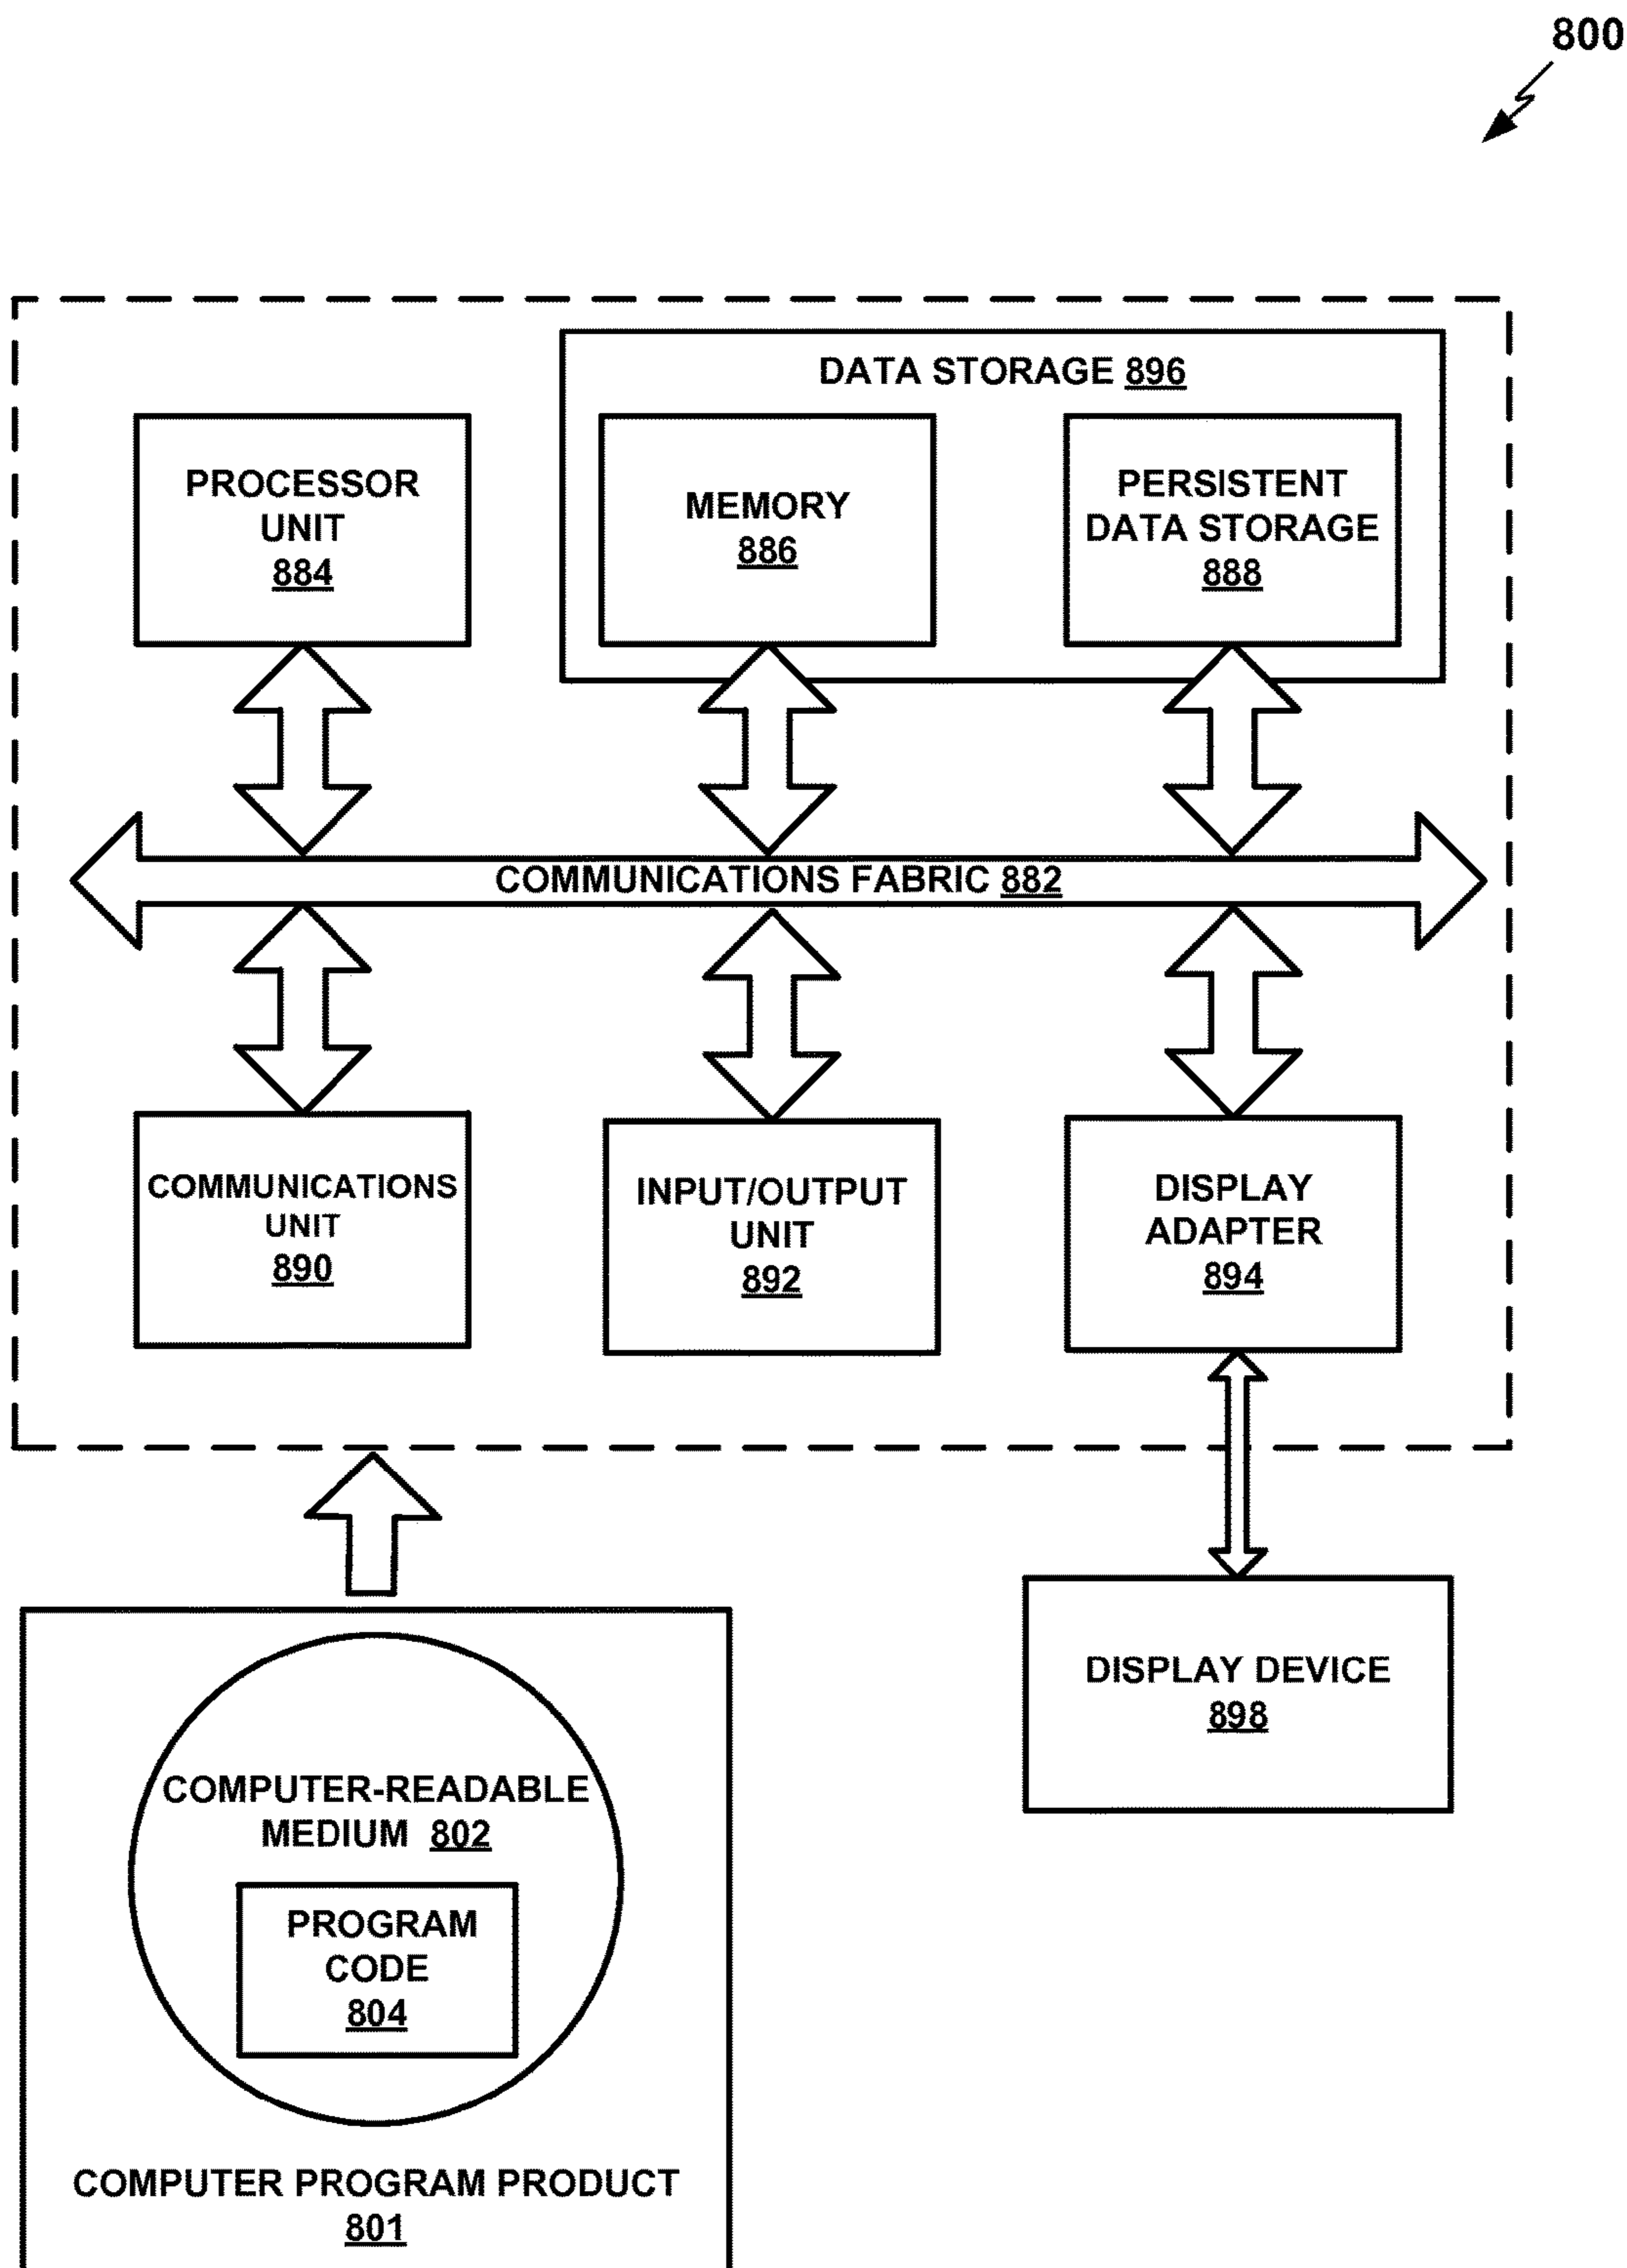 800
DATA STORAGE 896
PROCESSOR
UNIT
884
MEMORY
886
PERSISTENT
DATA STORAGE
888
COMMUNICATIONS FABRIC 882
COMMUNICATIONS
UNIT
890
INPUT/OUTPUT
UNIT
892
DISPLAY
ADAPTER
894
DISPLAY DEVICE
898
COMPUTER-READABLE
MEDIUM 802
PROGRAM
CODE
804
COMPUTER PROGRAM PRODUCT
801